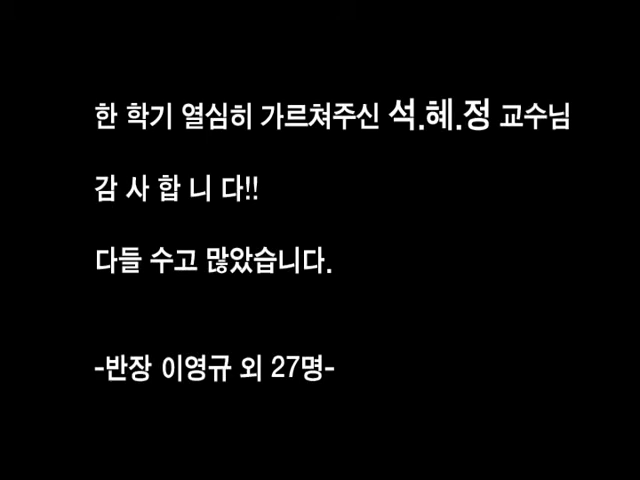 한 학기 열심히 가르쳐주신 석.혜.정 교수님
감 사 합 니 다!!
다들 수고 많았습니다.
-반장 이영규 외 27명-